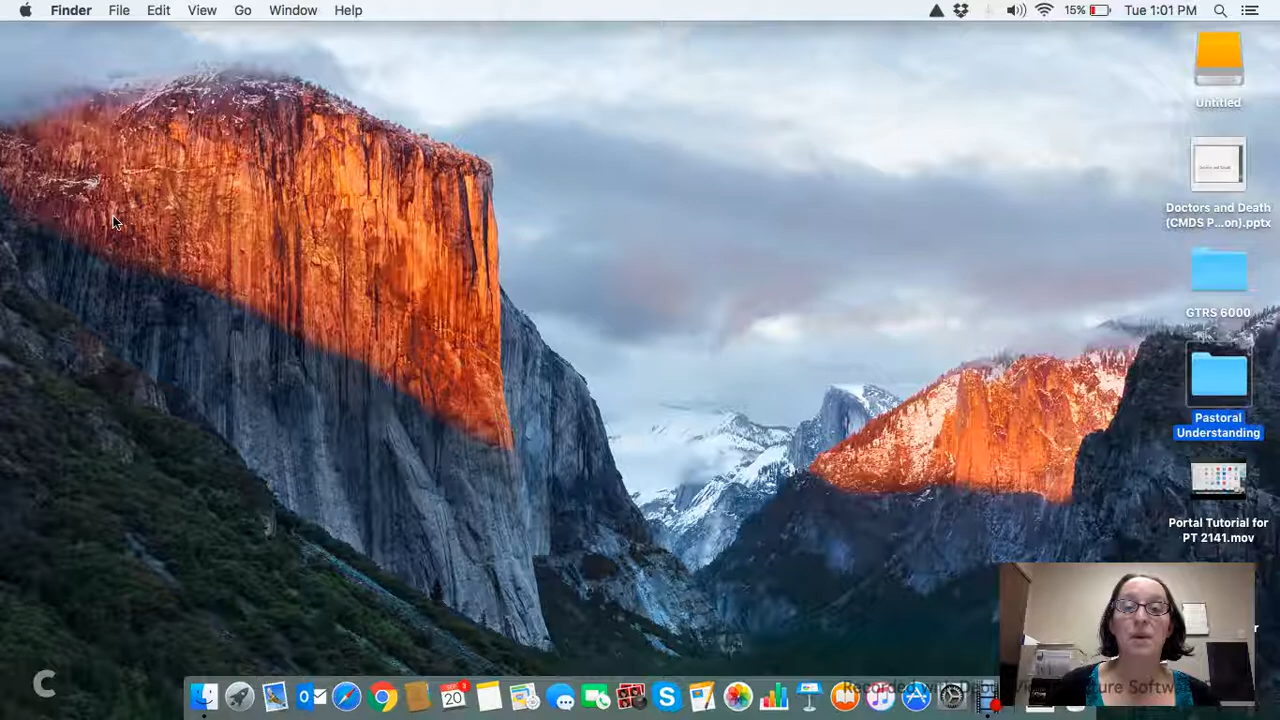 Finder File Edit View Go Window Help 15% Tue 1:01 PM
Untitled
Doctors and Death
(CMDS P...on).pptx
GTRS 6000
Pastoral
Understanding
Portal Tutorial for
PT 2141.mov
C
20